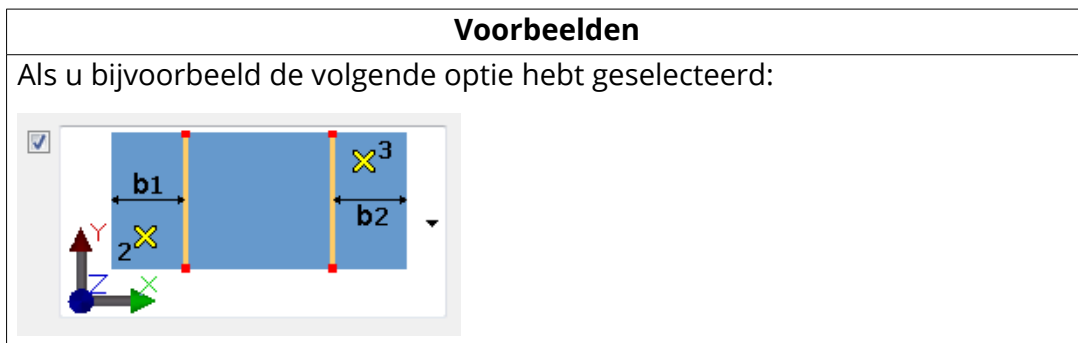 Voorbeelden
Als u bijvoorbeeld de volgende optie hebt geselecteerd:
3
b1
b2
2
Y
Z X